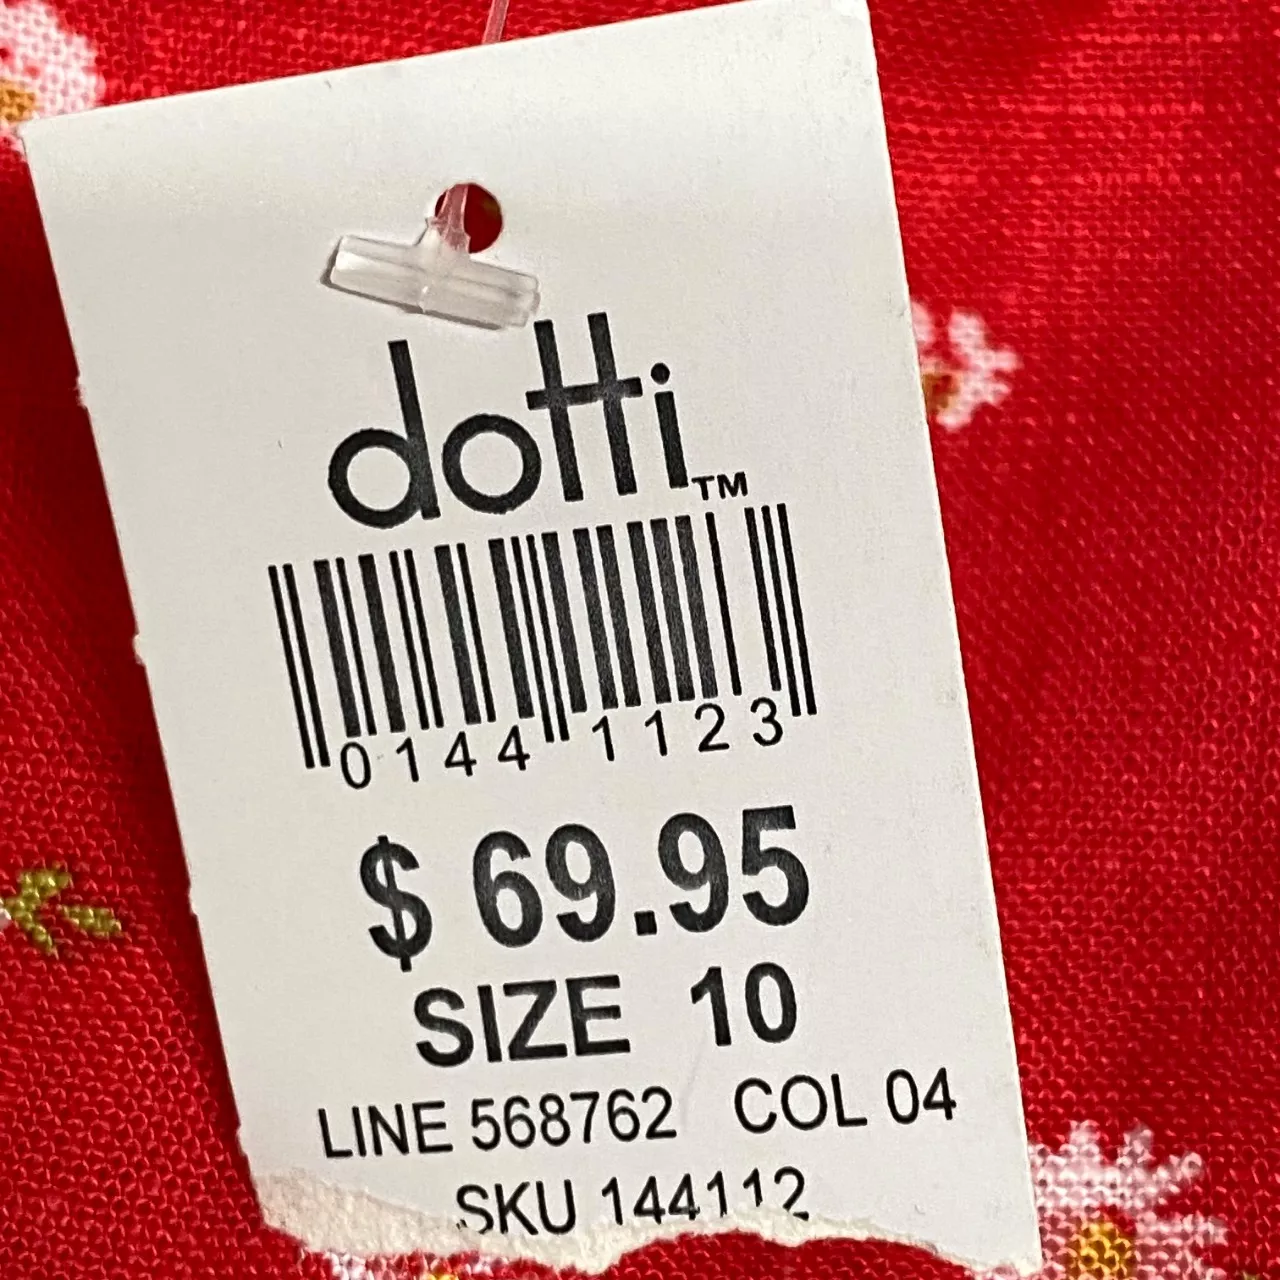 dotti™
0144 1123
$ 69.95
SIZE 10
LINE 568762 COL 04
SKU 144112